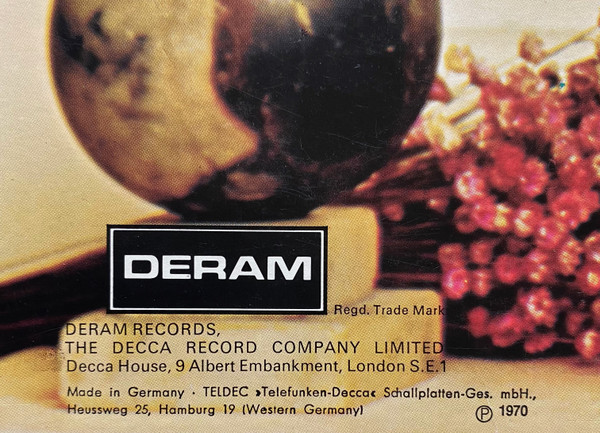 DERAM
Regd. Trade Mark
DERAM RECORDS,
THE DECCA RECORD COMPANY LIMITED
Decca House, 9 Albert Embankment, London S.E.1
Made in Germany · TELDEC »Telefunken-Decca« Schallplatten-Ges. mbH.,
Heussweg 25, Hamburg 19 (Western Germany)
℗ 1970